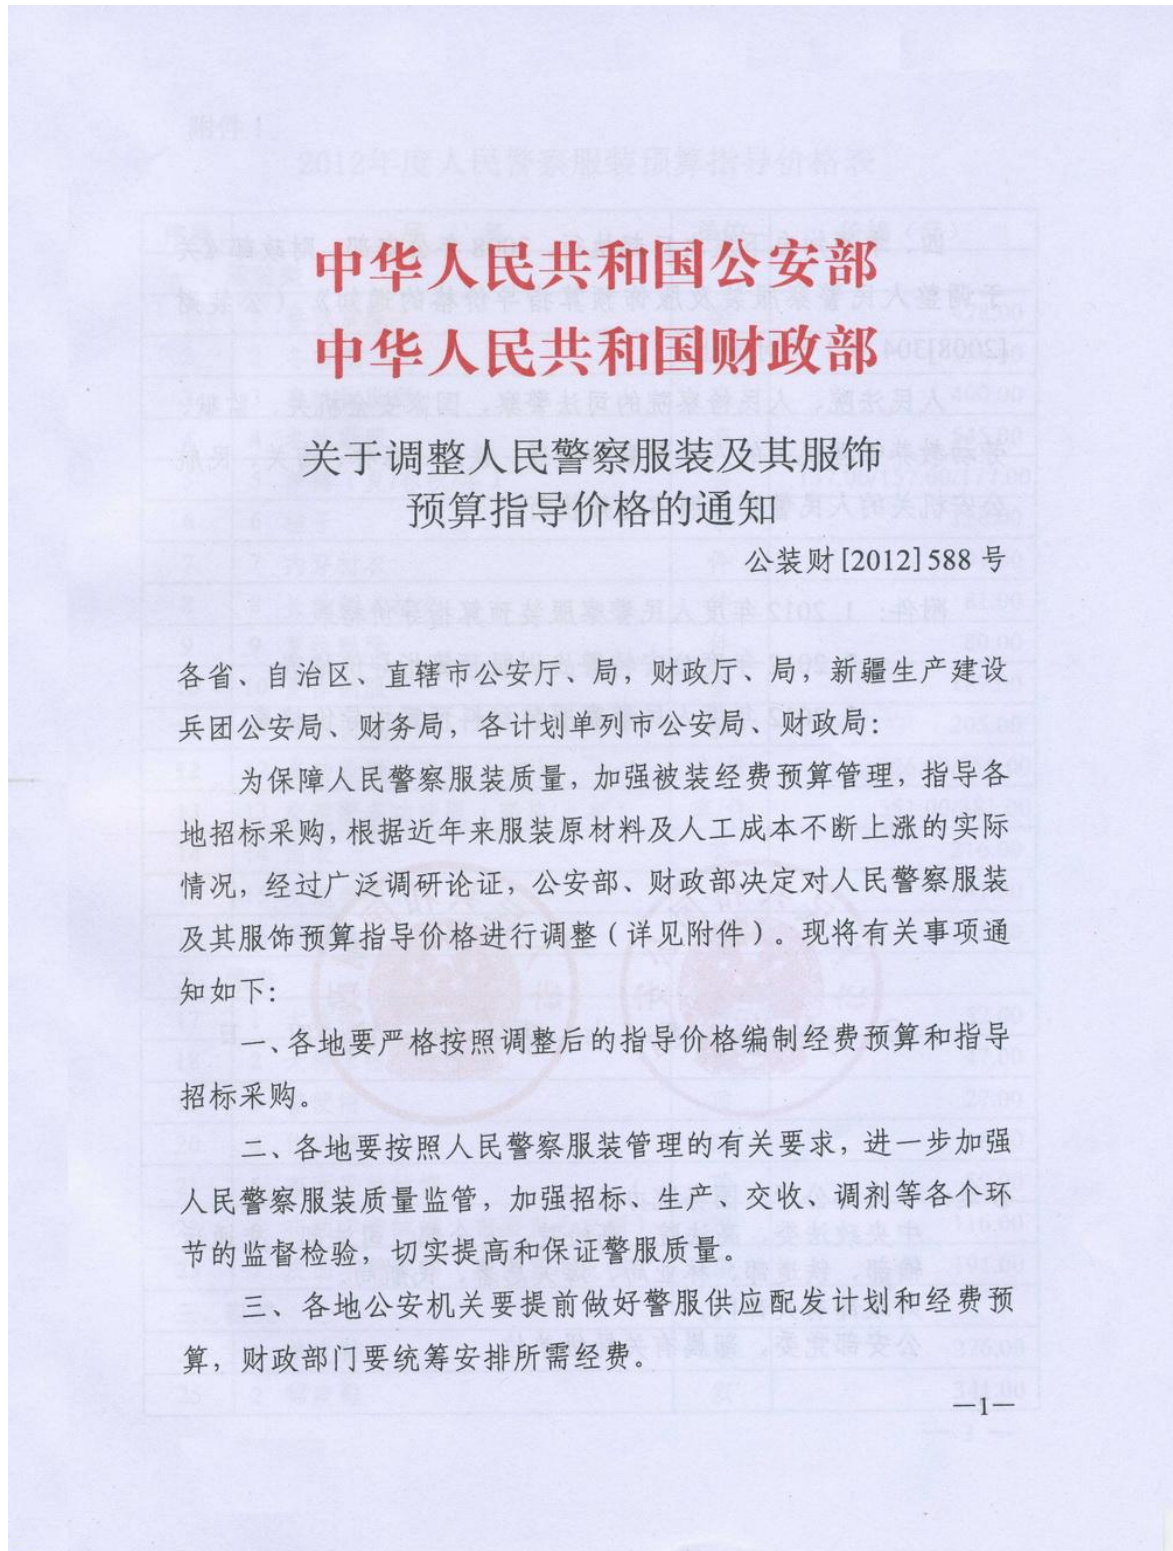 中华人民共和国公安部
中华人民共和国财政部
关于调整人民警察服装及其服饰
预算指导价格的通知
公装财[2012]588号
各省、自治区、直辖市公安厅、局，财政厅、局，新疆生产建设
兵团公安局、财务局，各计划单列市公安局、财政局：
为保障人民警察服装质量，加强被装经费预算管理，指导各
地招标采购，根据近年来服装原材料及人工成本不断上涨的实际
情况，经过广泛调研论证，公安部、财政部决定对人民警察服装
及其服饰预算指导价格进行调整（详见附件）。现将有关事项通
知如下：
一、各地要严格按照调整后的指导价格编制经费预算和指导
招标采购。
二、各地要按照人民警察服装管理的有关要求，进一步加强
人民警察服装质量监管，加强招标、生产、交收、调剂等各个环
节的监督检验，切实提高和保证警服质量。
三、各地公安机关要提前做好警服供应配发计划和经费预
算，财政部门要统筹安排所需经费。
—1—